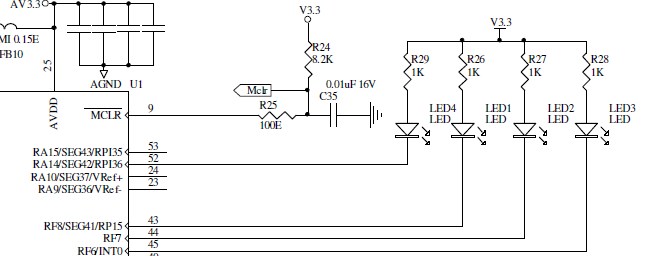 AV3.3
V3.3
V3.3
R24
8.2K
MI 0.15E
FB10
25
R29
1K
R26
1K
R27
1K
R28
1K
AGND
U1
Mclr
0.01uF 16V
C35
AVDD
MCLR
9
R25
100E
LED4
LED
LED1
LED
LED2
LED
LED3
LED
RA15/SEG43/RPI35
53
RA14/SEG42/RPI36
52
RA10/SEG37/VRef+
24
RA9/SEG36/VRef-
23
RF8/SEG41/RP15
43
RF7
44
RF6/INT0
45